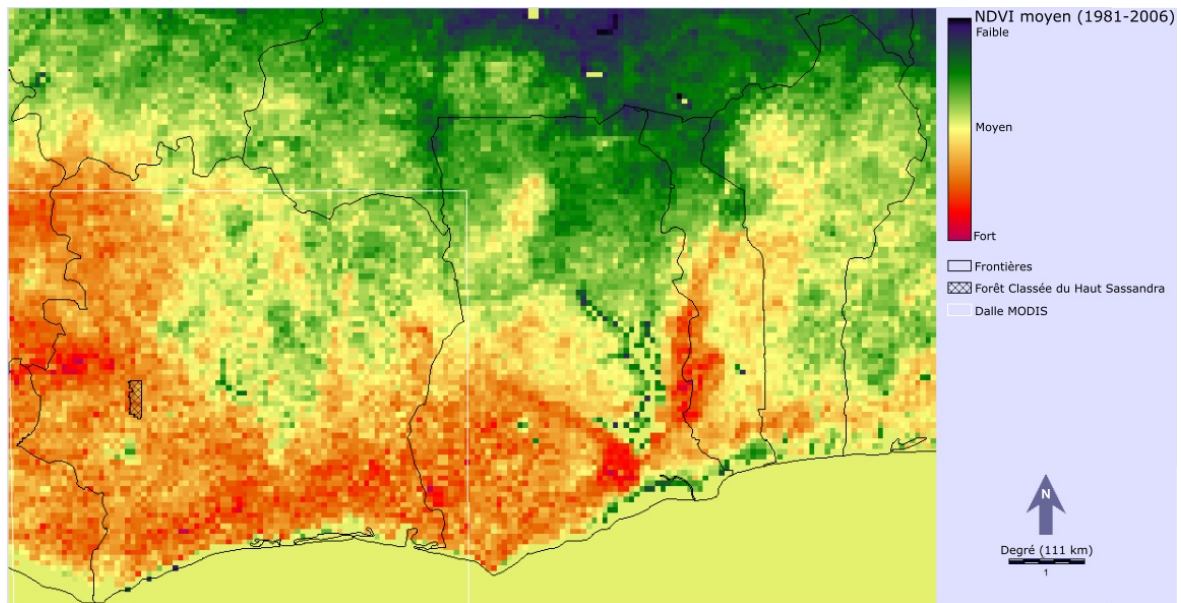 NDVI moyen (1981-2006)
Faible
Moyen
Fort
Frontières
Forêt Classée du Haut Sassandra
Dalle MODIS
N
Degré (111 km)
1